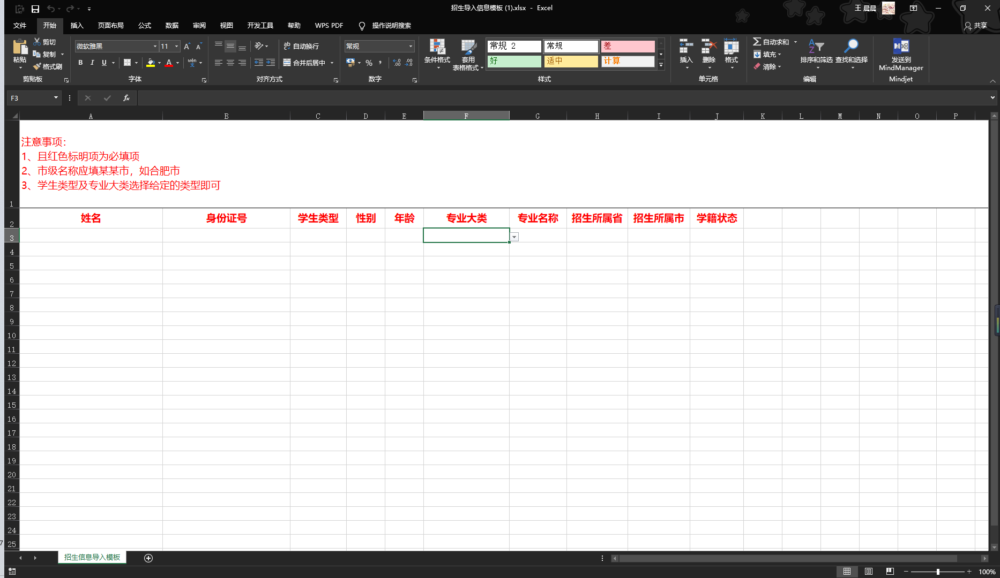 招生导入信息模板 (1).xlsx - Excel
王 晨晨
文件 开始 插入 页面布局 公式 数据 审阅 视图 开发工具 帮助 WPS PDF 操作说明搜索 共享
粘贴
剪切
复制
格式刷
剪贴板
微软雅黑 11
B I U wén 文
字体
自动换行
合并后居中
对齐方式
常规
数字
条件格式
套用
表格格式
常规 2 常规 差
好 适中 计算
样式
插入 删除 格式
单元格
自动求和
填充
清除
排序和筛选 查找和选择
编辑
发送到
MindManager
Mindjet
F3
fx
A B C D E F G H I J K L M N O P
注意事项：
1、且红色标明项为必填项
2、市级名称应填某某市，如合肥市
3、学生类型及专业大类选择给定的类型即可
1
2 姓名 身份证号 学生类型 性别 年龄 专业大类 专业名称 招生所属省 招生所属市 学籍状态
3
4
5
6
7
8
9
10
11
12
13
14
15
16
17
18
19
20
21
22
23
24
25
招生信息导入模板
100%